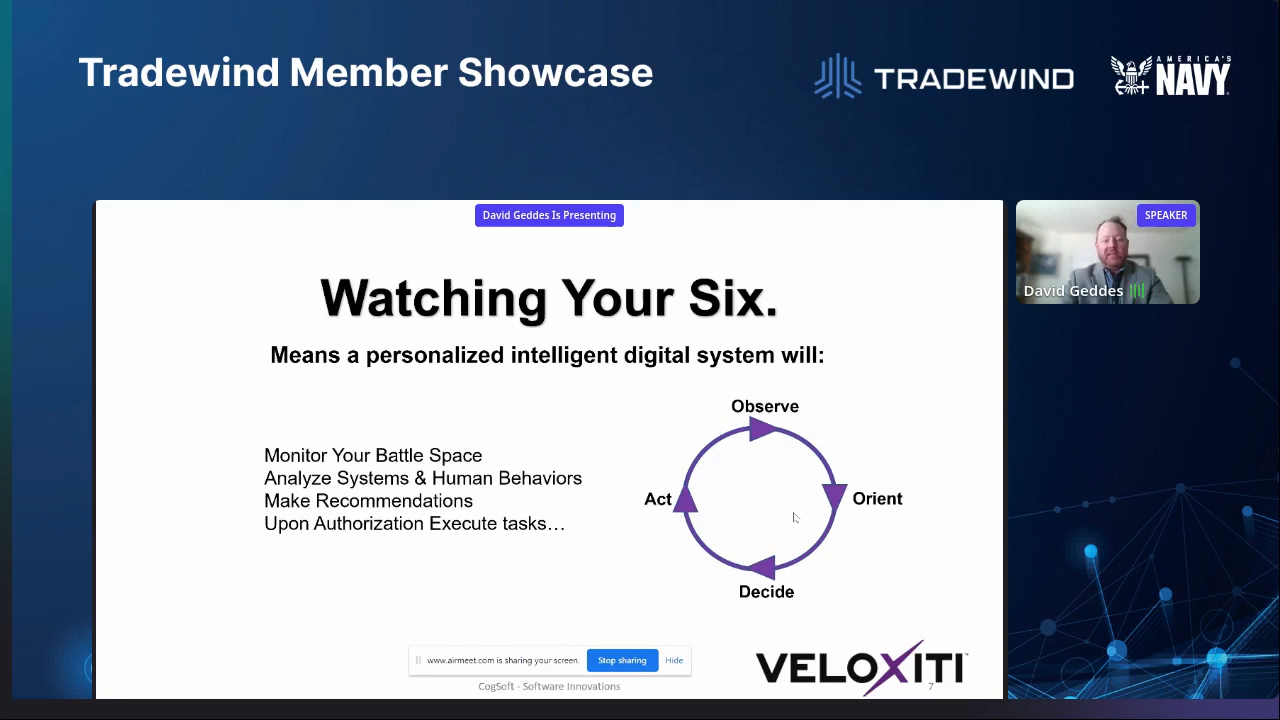 Tradewind Member Showcase
TRADEWIND
AMERICA'S
NAVY
David Geddes Is Presenting
SPEAKER
David Geddes
Watching Your Six.
Means a personalized intelligent digital system will:
Observe
Monitor Your Battle Space
Analyze Systems & Human Behaviors
Make Recommendations
Upon Authorization Execute tasks…
Act
Orient
Decide
www.airmeet.com is sharing your screen.
Stop sharing
Hide
VELOXITI™
CogSoft - Software Innovations
7